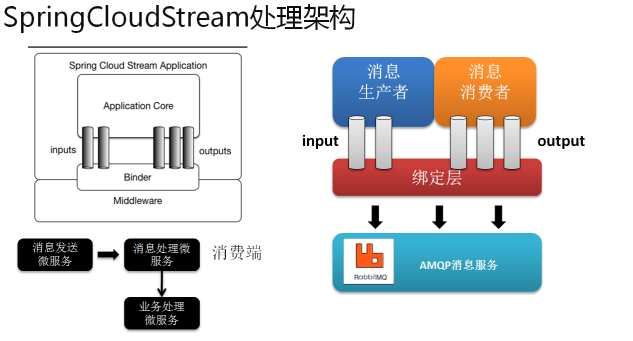 SpringCloudStream处理架构
Spring Cloud Stream Application
Application Core
inputs
outputs
Binder
Middleware
消息发送
微服务
消息处理微
服务
消费端
业务处理
微服务
消息
生产者
消息
消费者
input
output
绑定层
RabbitMQ
AMQP消息服务